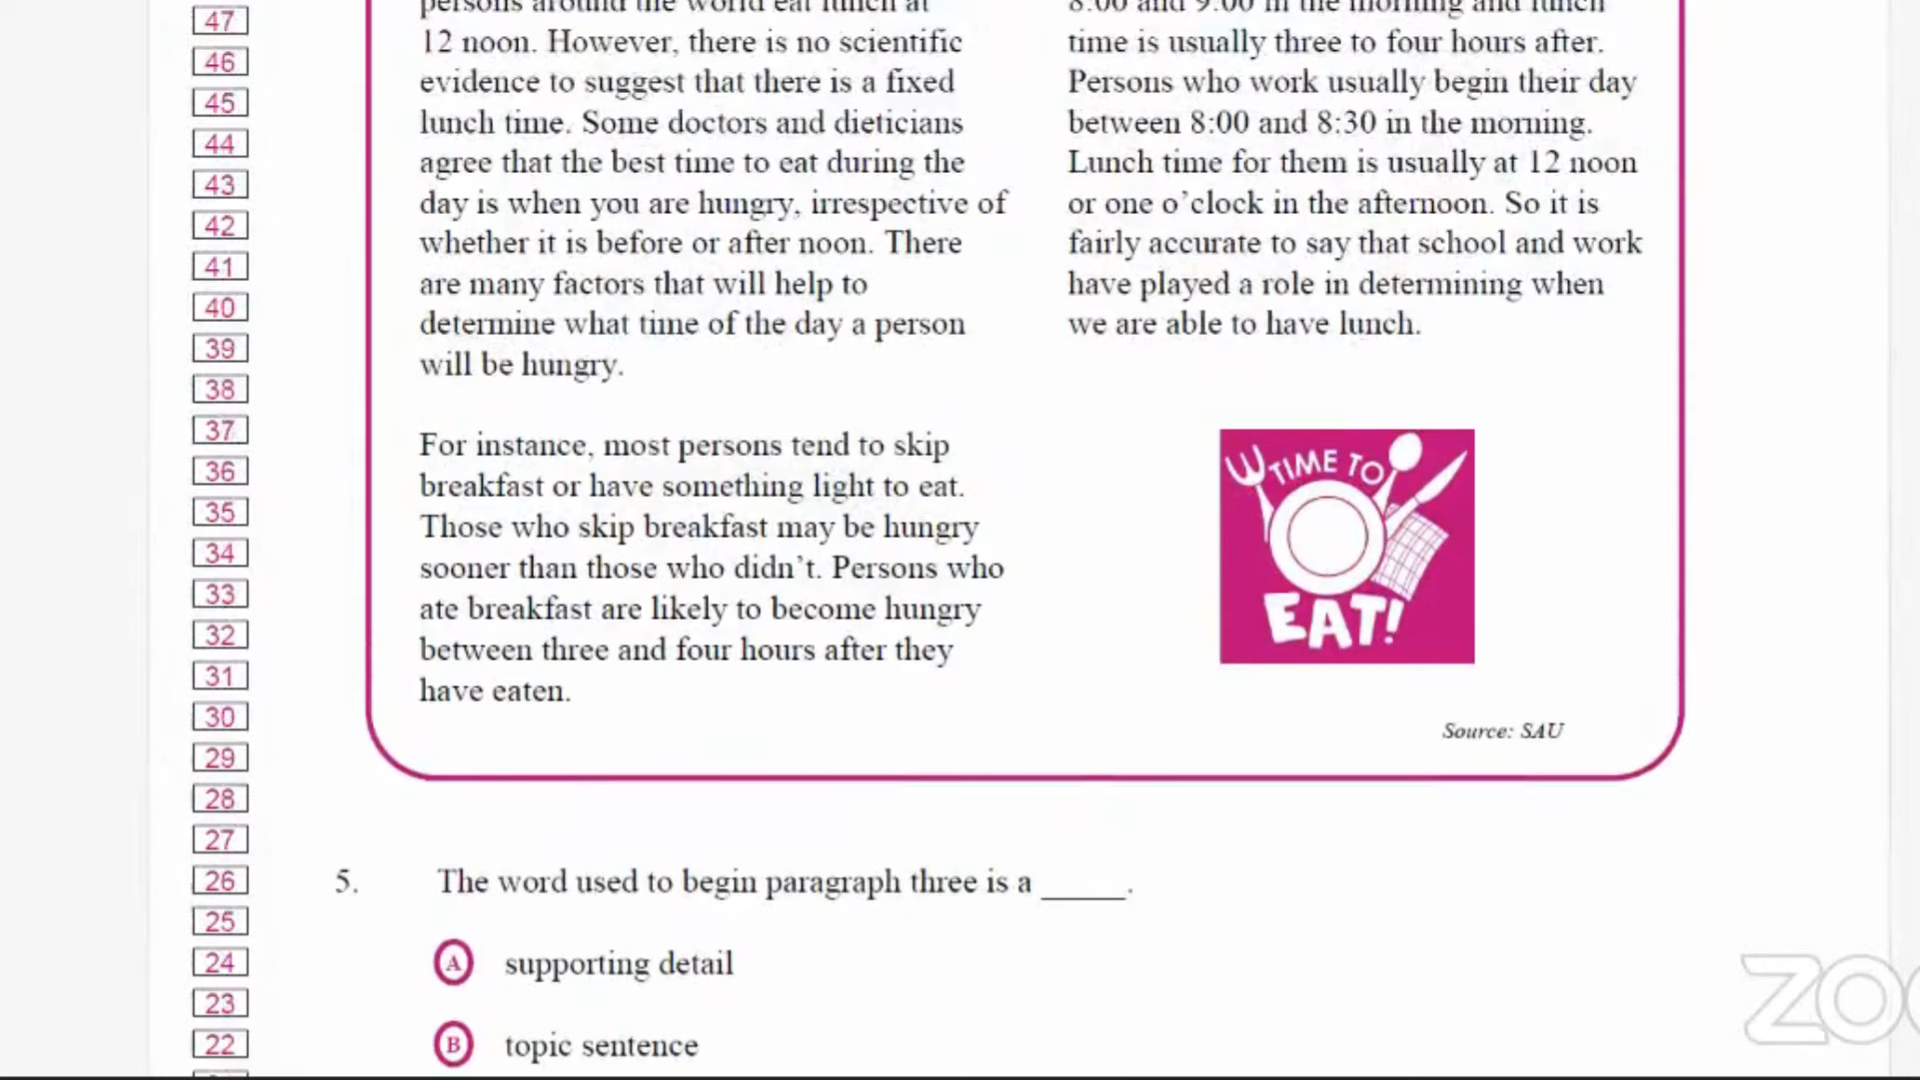 47
46
45
44
43
42
41
40
39
38
37
36
35
34
33
32
31
30
29
28
27
26
25
24
23
22
persons around the world eat lunch at
12 noon. However, there is no scientific
evidence to suggest that there is a fixed
lunch time. Some doctors and dieticians
agree that the best time to eat during the
day is when you are hungry, irrespective of
whether it is before or after noon. There
are many factors that will help to
determine what time of the day a person
will be hungry.
For instance, most persons tend to skip
breakfast or have something light to eat.
Those who skip breakfast may be hungry
sooner than those who didn't. Persons who
ate breakfast are likely to become hungry
between three and four hours after they
have eaten.
8:00 and 9:00 in the morning and lunch
time is usually three to four hours after.
Persons who work usually begin their day
between 8:00 and 8:30 in the morning.
Lunch time for them is usually at 12 noon
or one o'clock in the afternoon. So it is
fairly accurate to say that school and work
have played a role in determining when
we are able to have lunch.
TIME TO
EAT!
Source: SAU
5. The word used to begin paragraph three is a _____.
A supporting detail
B topic sentence